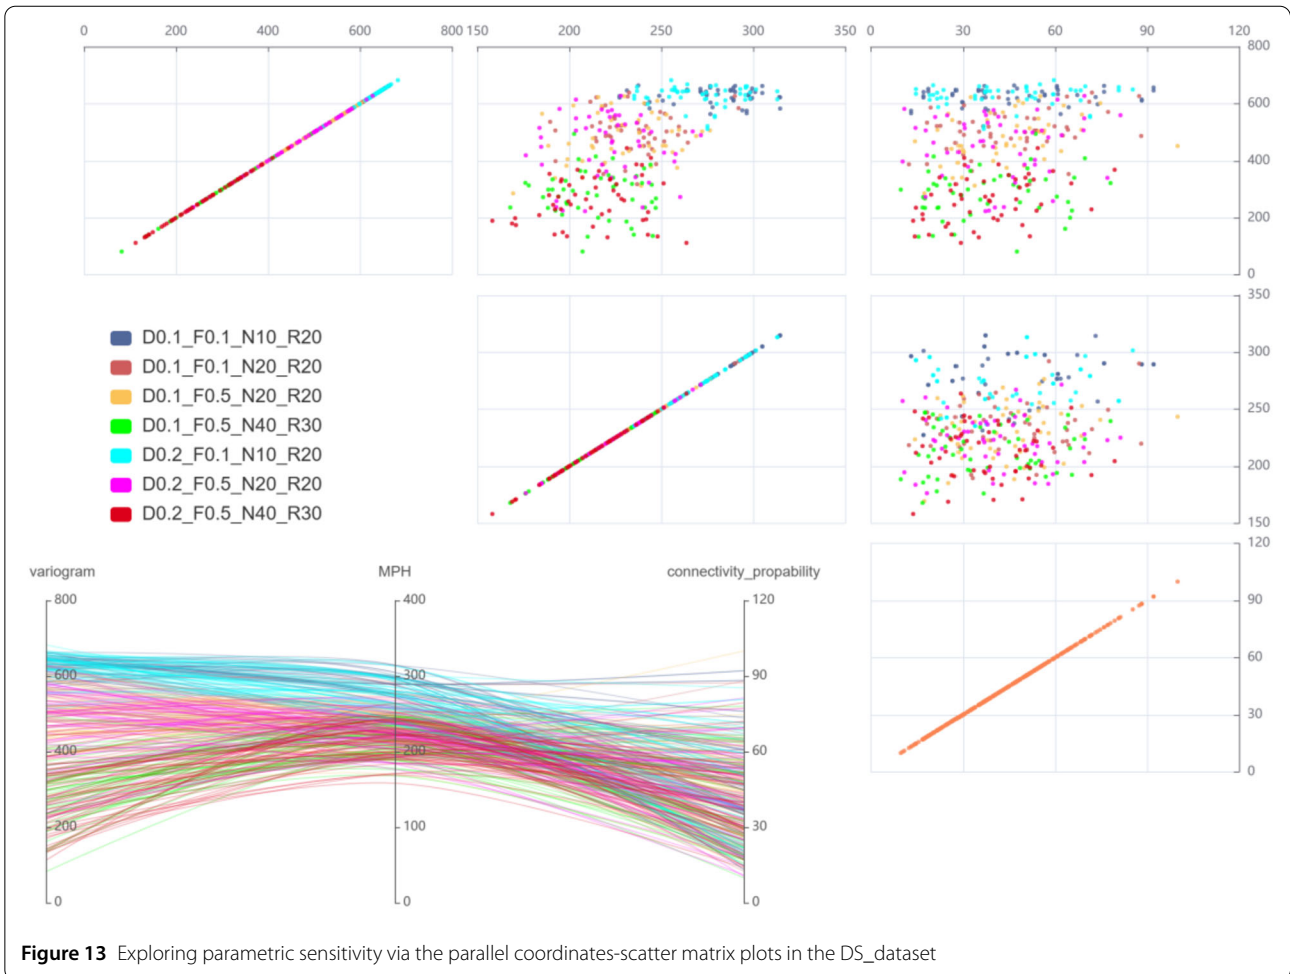 0 200 400 600 800 150 200 250 300 350 0 30 60 90 120
800
600
400
200
0
350
300
250
200
150
D0.1_F0.1_N10_R20
D0.1_F0.1_N20_R20
D0.1_F0.5_N20_R20
D0.1_F0.5_N40_R30
D0.2_F0.1_N10_R20
D0.2_F0.5_N20_R20
D0.2_F0.5_N40_R30
120
90
60
30
0
variogram MPH connectivity_propability
800 400 120
600 300 90
400 200 60
200 100 30
0 0 0
Figure 13 Exploring parametric sensitivity via the parallel coordinates-scatter matrix plots in the DS_dataset